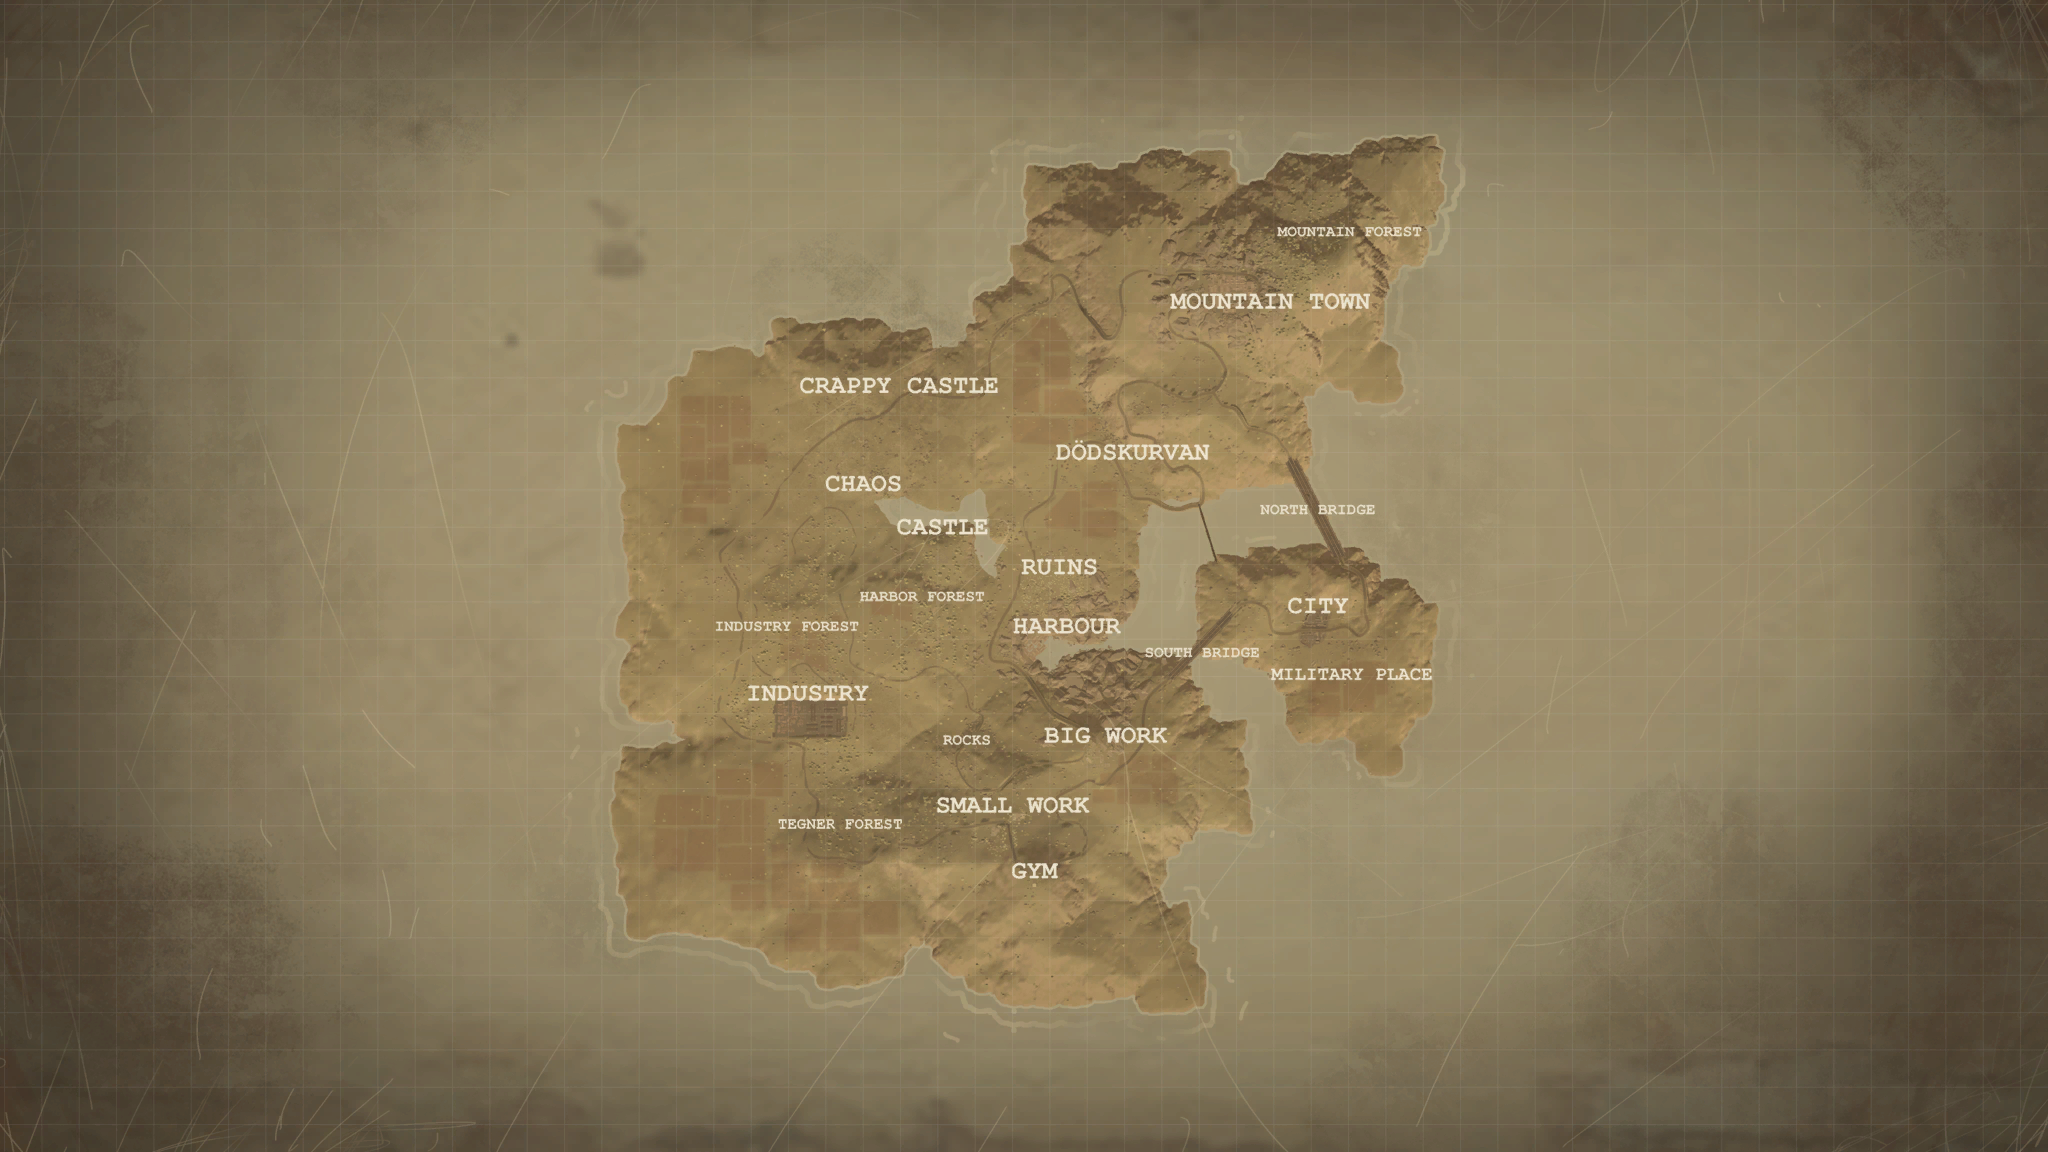 MOUNTAIN FOREST
MOUNTAIN TOWN
CRAPPY CASTLE
DÖDSKURVAN
CHAOS
NORTH BRIDGE
CASTLE
RUINS
HARBOR FOREST
CITY
INDUSTRY FOREST
HARBOUR
SOUTH BRIDGE
MILITARY PLACE
INDUSTRY
BIG WORK
ROCKS
SMALL WORK
TEGNER FOREST
GYM